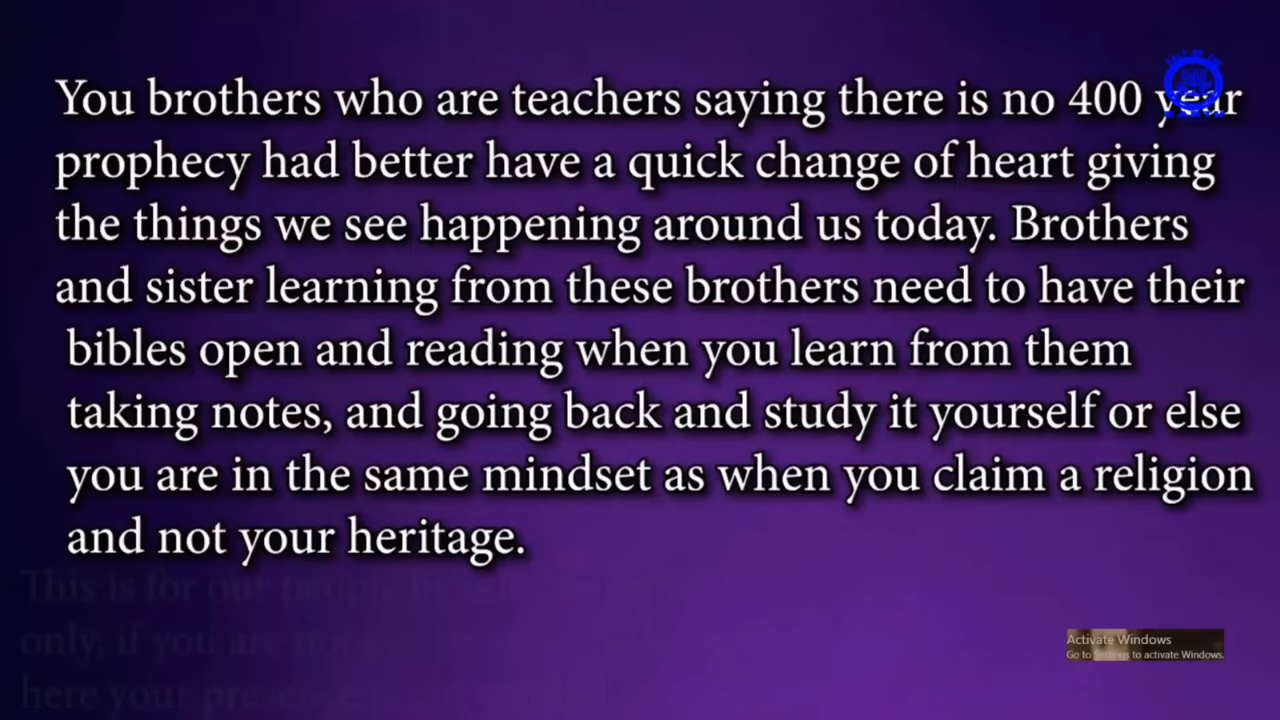 You brothers who are teachers saying there is no 400 year
prophecy had better have a quick change of heart giving
the things we see happening around us today. Brothers
and sister learning from these brothers need to have their
bibles open and reading when you learn from them
taking notes, and going back and study it yourself or else
you are in the same mindset as when you claim a religion
and not your heritage.
This is for our people
only, if you are not
here your presence
Activate Windows
Go to Settings to activate Windows.